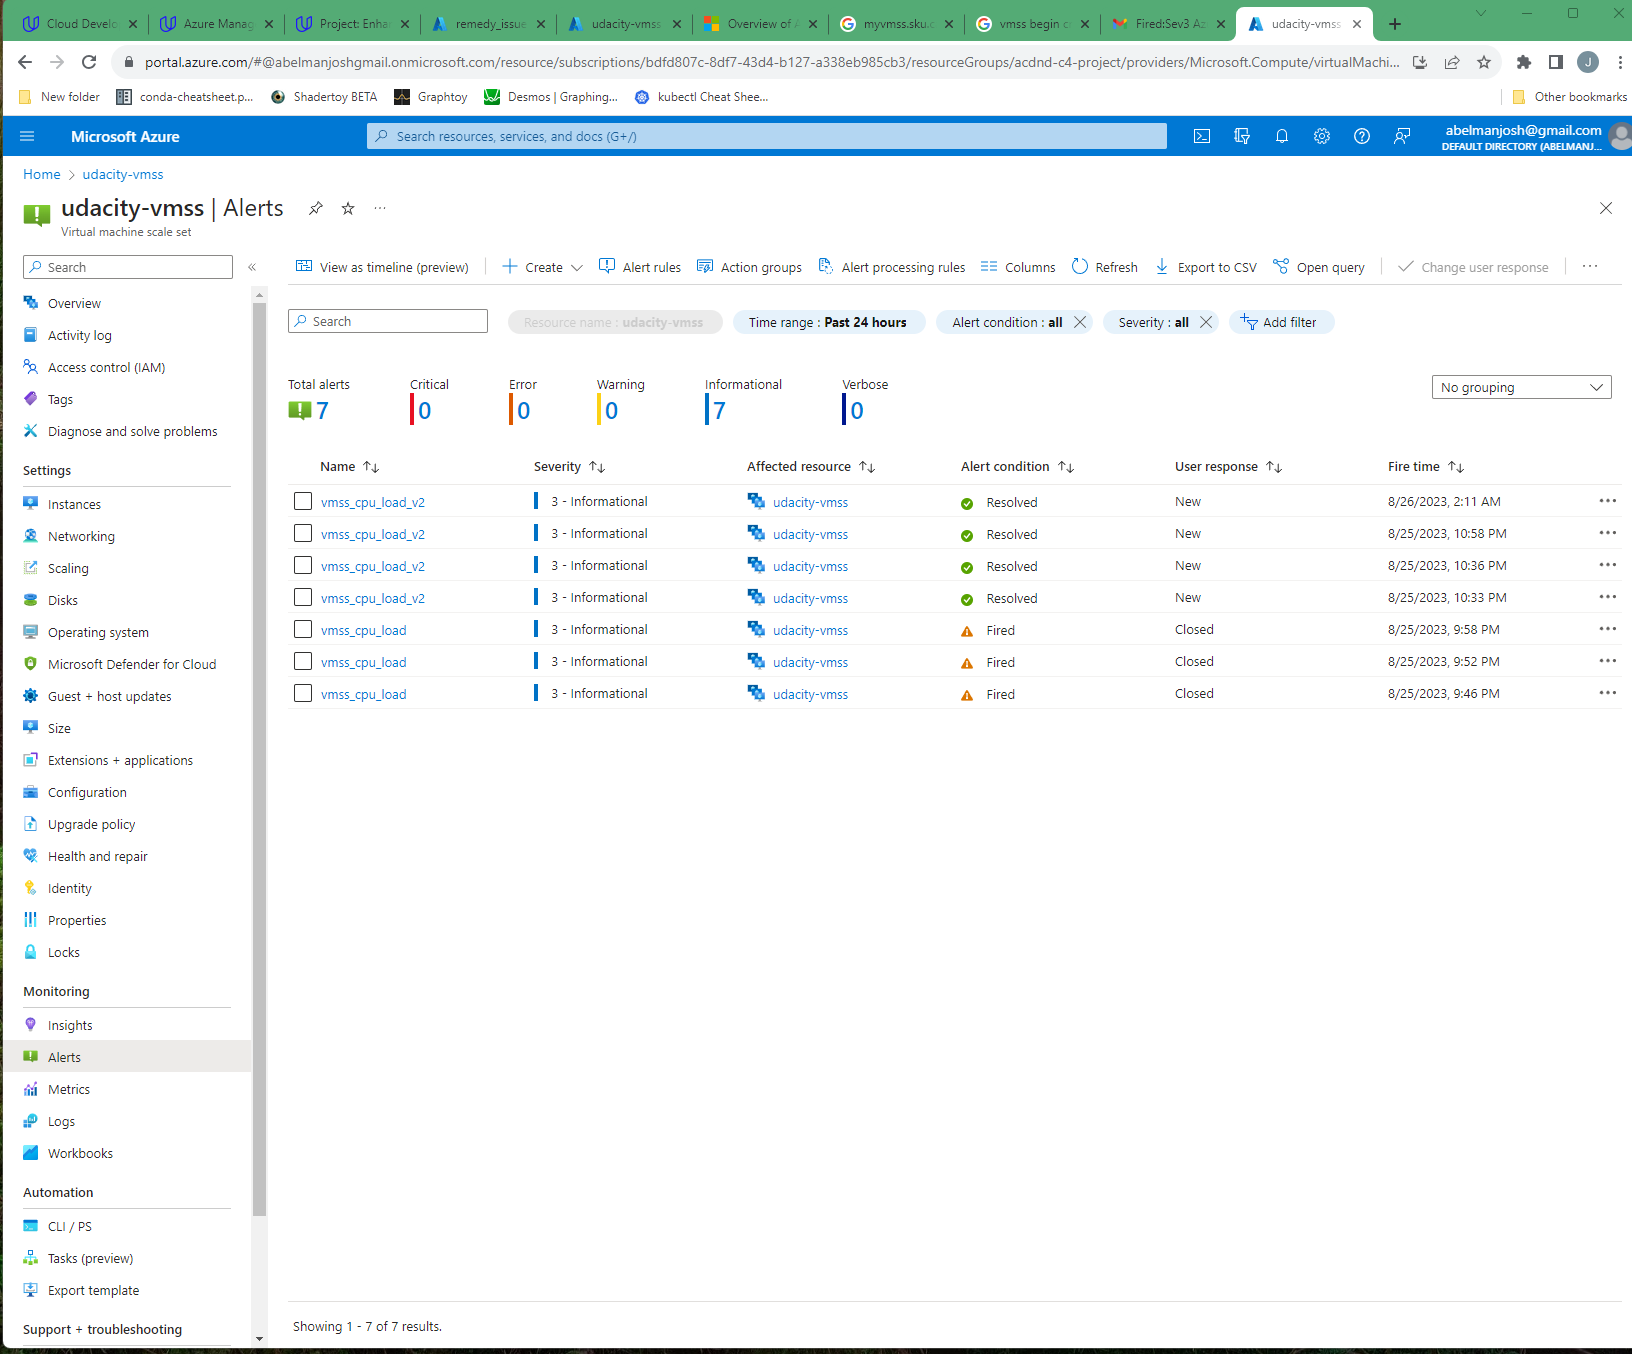 Cloud Develo
Azure Manag
Project: Enha
remedy_issue
udacity-vmss
Overview of A
myvmss.sku.c
vmss begin c
Fired:Sev3 Az
udacity-vmss
portal.azure.com/#@abelmanjoshgmail.onmicrosoft.com/resource/subscriptions/bdfd807c-8df7-43d4-b127-a338eb985cb3/resourceGroups/acdnd-c4-project/providers/Microsoft.Compute/virtualMachi...
J
New folder
conda-cheatsheet.p...
Shadertoy BETA
Graphtoy
Desmos | Graphing...
kubectl Cheat Shee...
Other bookmarks
Microsoft Azure
Search resources, services, and docs (G+/)
abelmanjosh@gmail.com
DEFAULT DIRECTORY (ABELMANJ...
Home > udacity-vmss
udacity-vmss | Alerts
Virtual machine scale set
Search
Overview
Activity log
Access control (IAM)
Tags
Diagnose and solve problems
Settings
Instances
Networking
Scaling
Disks
Operating system
Microsoft Defender for Cloud
Guest + host updates
Size
Extensions + applications
Configuration
Upgrade policy
Health and repair
Identity
Properties
Locks
Monitoring
Insights
Alerts
Metrics
Logs
Workbooks
Automation
CLI / PS
Tasks (preview)
Export template
Support + troubleshooting
View as timeline (preview)
Create
Alert rules
Action groups
Alert processing rules
Columns
Refresh
Export to CSV
Open query
Change user response
Search
Resource name : udacity-vmss
Time range : Past 24 hours
Alert condition : all
Severity : all
Add filter
Total alerts
7
Critical
0
Error
0
Warning
0
Informational
7
Verbose
0
No grouping
Name Severity Affected resource Alert condition User response Fire time
vmss_cpu_load_v2 3 - Informational udacity-vmss Resolved New 8/26/2023, 2:11 AM
vmss_cpu_load_v2 3 - Informational udacity-vmss Resolved New 8/25/2023, 10:58 PM
vmss_cpu_load_v2 3 - Informational udacity-vmss Resolved New 8/25/2023, 10:36 PM
vmss_cpu_load_v2 3 - Informational udacity-vmss Resolved New 8/25/2023, 10:33 PM
vmss_cpu_load 3 - Informational udacity-vmss Fired Closed 8/25/2023, 9:58 PM
vmss_cpu_load 3 - Informational udacity-vmss Fired Closed 8/25/2023, 9:52 PM
vmss_cpu_load 3 - Informational udacity-vmss Fired Closed 8/25/2023, 9:46 PM
Showing 1 - 7 of 7 results.